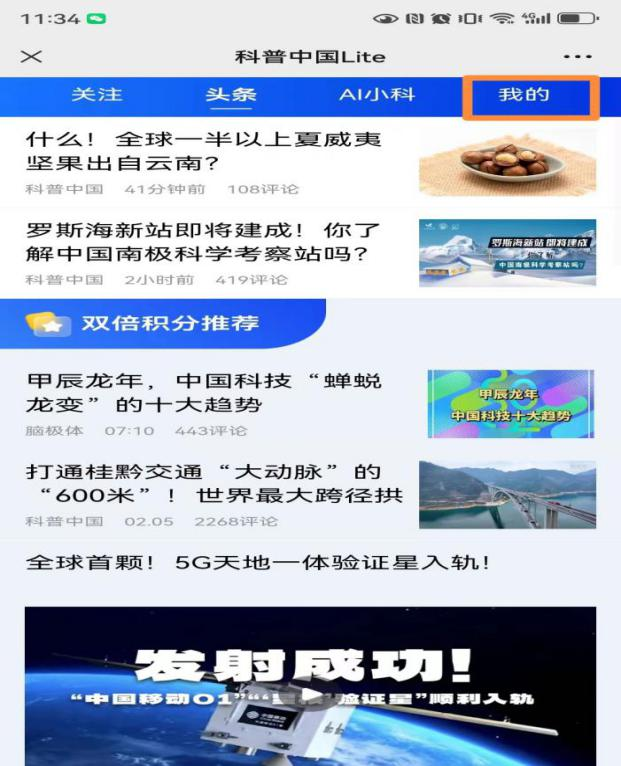 11:34
4G
科普中国Lite
关注 头条 AI小科 我的
什么！全球一半以上夏威夷
坚果出自云南？
科普中国 41分钟前 108评论
罗斯海新站即将建成！你了
解中国南极科学考察站吗？
科普中国 2小时前 419评论
罗斯海新站即将建成
你了解
中国南极科学考察站吗?
双倍积分推荐
甲辰龙年，中国科技“蝉蜕
龙变”的十大趋势
脑极体 07:10 443评论
甲辰龙年
中国科技十大趋势
打通桂黔交通“大动脉”的
“600米”！世界最大跨径拱
科普中国 02.05 2268评论
全球首颗！5G天地一体验证星入轨！
发射成功！
“中国移动01”“ 验证星”顺利入轨
中国移动